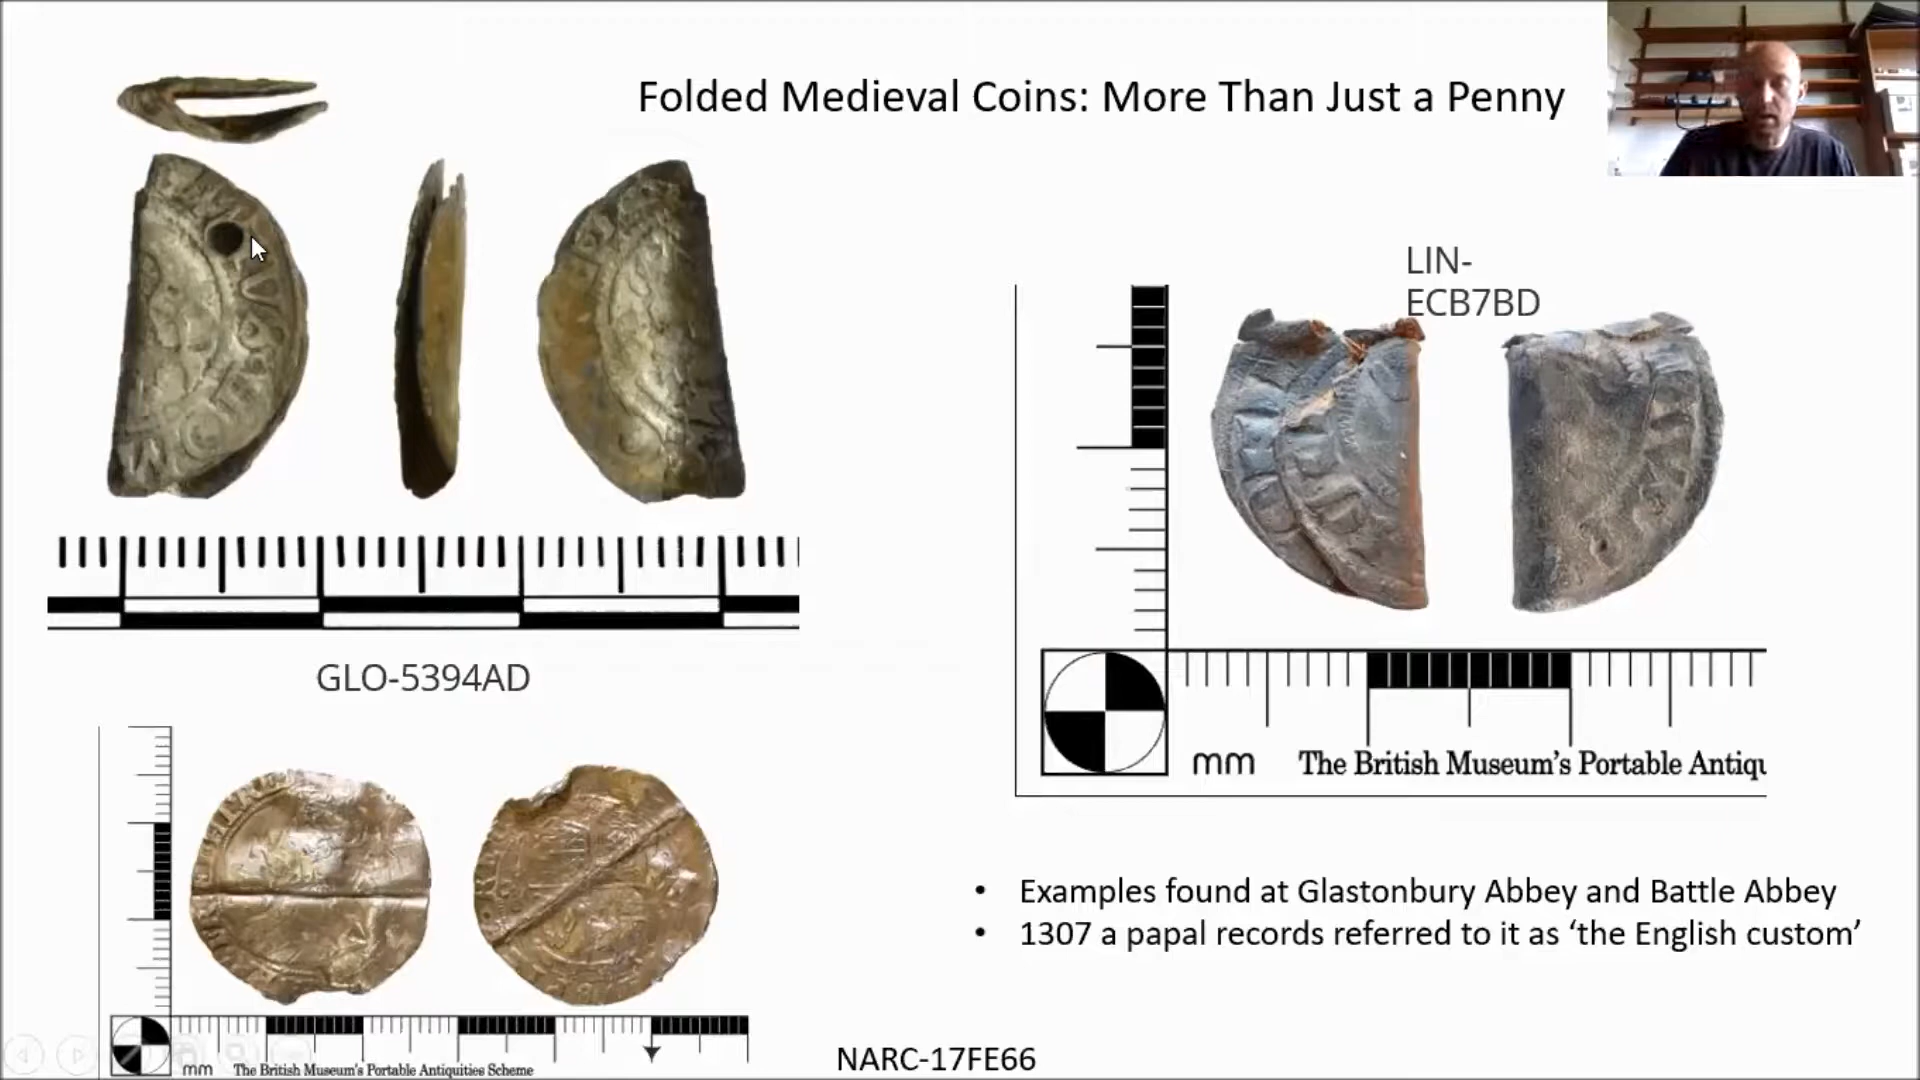 Folded Medieval Coins: More Than Just a Penny
LIN-
ECB7BD
GLO-5394AD
mm The British Museum's Portable Antiqu
• Examples found at Glastonbury Abbey and Battle Abbey
• 1307 a papal records referred to it as ‘the English custom’
NARC-17FE66
mm The British Museum's Portable Antiquities Scheme